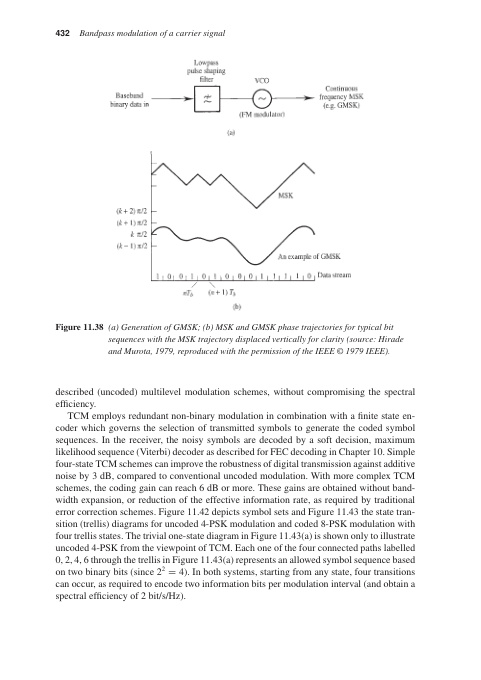 432 Bandpass modulation of a carrier signal
Lowpass
pulse shaping
filter
VCO
Baseband
binary data in
(FM modulator)
Continuous
frequency MSK
(e.g. GMSK)
(a)
MSK
(k + 2) π/2
(k + 1) π/2
k π/2
(k − 1) π/2
An example of GMSK
1 0 0 1 0 1 0 0 0 1 1 1 1 0 Data stream
nTb (n + 1) Tb
(b)
Figure 11.38 (a) Generation of GMSK; (b) MSK and GMSK phase trajectories for typical bit
sequences with the MSK trajectory displaced vertically for clarity (source: Hirade
and Murota, 1979, reproduced with the permission of the IEEE © 1979 IEEE).
described (uncoded) multilevel modulation schemes, without compromising the spectral
efficiency.
TCM employs redundant non-binary modulation in combination with a finite state en-
coder which governs the selection of transmitted symbols to generate the coded symbol
sequences. In the receiver, the noisy symbols are decoded by a soft decision, maximum
likelihood sequence (Viterbi) decoder as described for FEC decoding in Chapter 10. Simple
four-state TCM schemes can improve the robustness of digital transmission against additive
noise by 3 dB, compared to conventional uncoded modulation. With more complex TCM
schemes, the coding gain can reach 6 dB or more. These gains are obtained without band-
width expansion, or reduction of the effective information rate, as required by traditional
error correction schemes. Figure 11.42 depicts symbol sets and Figure 11.43 the state tran-
sition (trellis) diagrams for uncoded 4-PSK modulation and coded 8-PSK modulation with
four trellis states. The trivial one-state diagram in Figure 11.43(a) is shown only to illustrate
uncoded 4-PSK from the viewpoint of TCM. Each one of the four connected paths labelled
0, 2, 4, 6 through the trellis in Figure 11.43(a) represents an allowed symbol sequence based
on two binary bits (since 2² = 4). In both systems, starting from any state, four transitions
can occur, as required to encode two information bits per modulation interval (and obtain a
spectral efficiency of 2 bit/s/Hz).